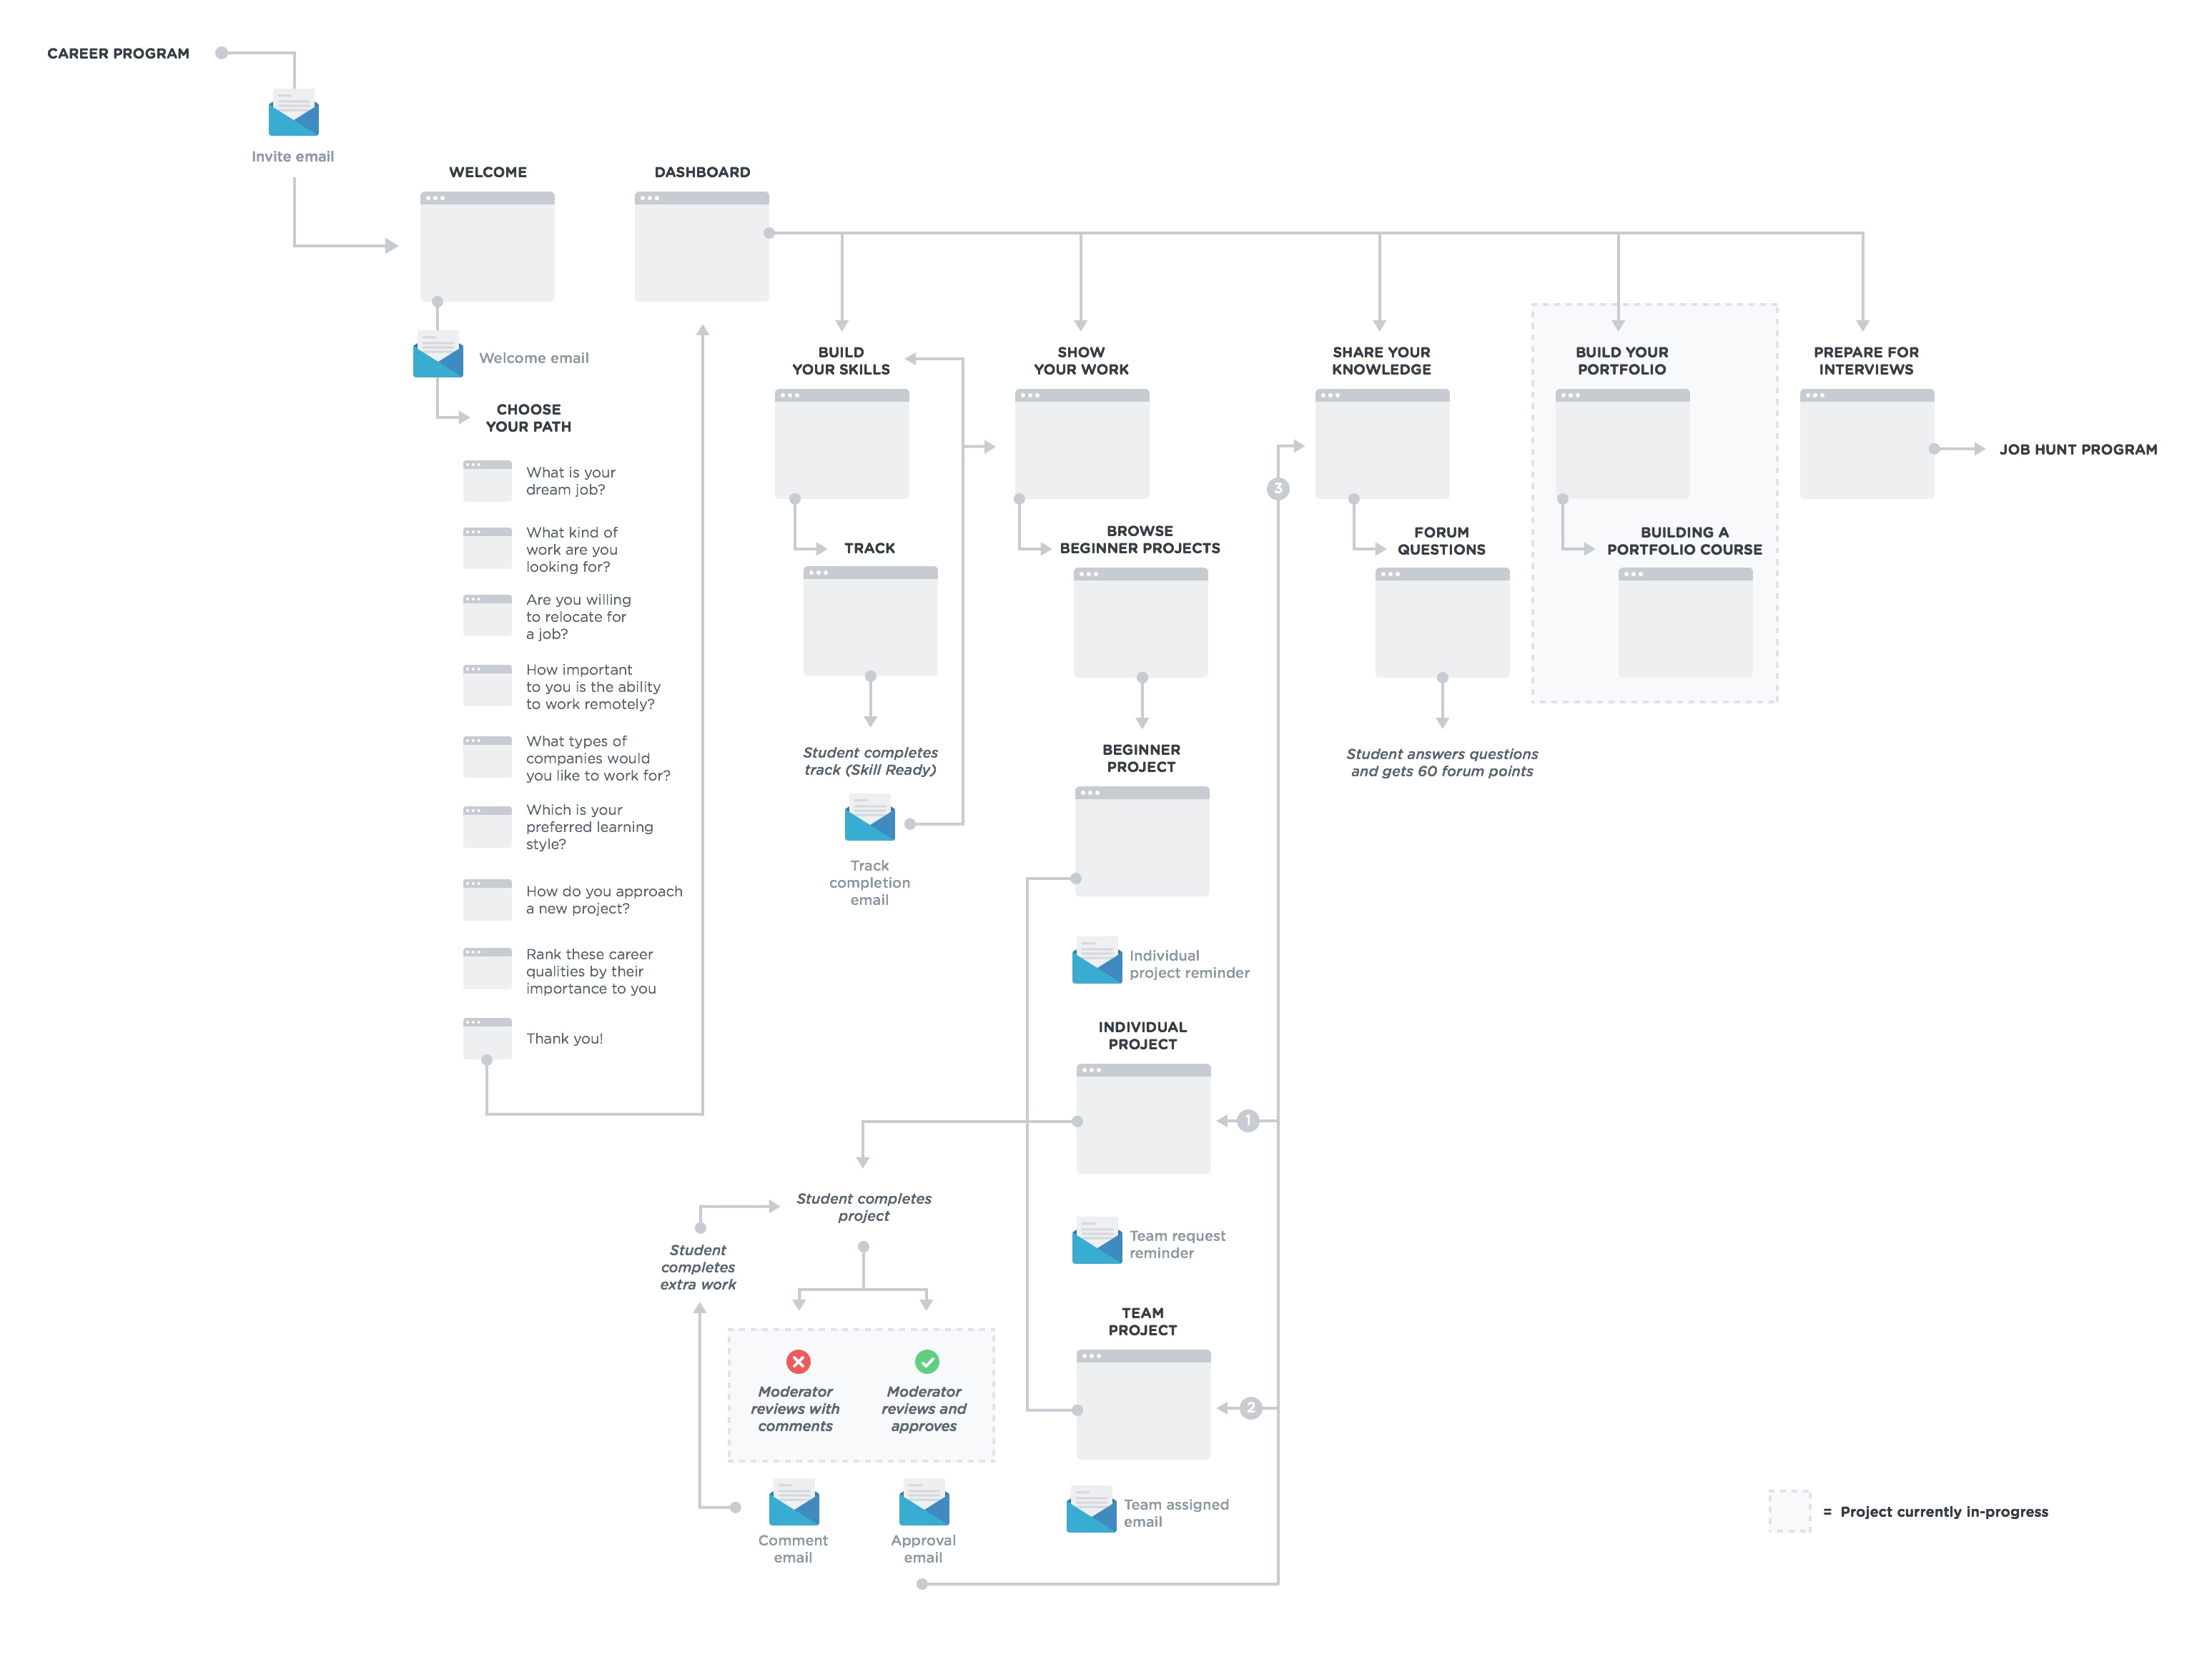 CAREER PROGRAM
Invite email
WELCOME
Welcome email
CHOOSE
YOUR PATH
What is your
dream job?
What kind of
work are you
looking for?
Are you willing
to relocate for
a job?
How important
to you is the ability
to work remotely?
What types of
companies would
you like to work for?
Which is your
preferred learning
style?
How do you approach
a new project?
Rank these career
qualities by their
importance to you
Thank you!
DASHBOARD
BUILD
YOUR SKILLS
TRACK
Student completes
track (Skill Ready)
Track
completion
email
SHOW
YOUR WORK
BROWSE
BEGINNER PROJECTS
BEGINNER
PROJECT
Individual
project reminder
INDIVIDUAL
PROJECT
1
Team request
reminder
TEAM
PROJECT
2
Team assigned
email
Student completes
project
Student
completes
extra work
Moderator
reviews with
comments
Moderator
reviews and
approves
Comment
email
Approval
email
3
SHARE YOUR
KNOWLEDGE
FORUM
QUESTIONS
Student answers questions
and gets 60 forum points
BUILD YOUR
PORTFOLIO
BUILDING A
PORTFOLIO COURSE
PREPARE FOR
INTERVIEWS
JOB HUNT PROGRAM
= Project currently in-progress